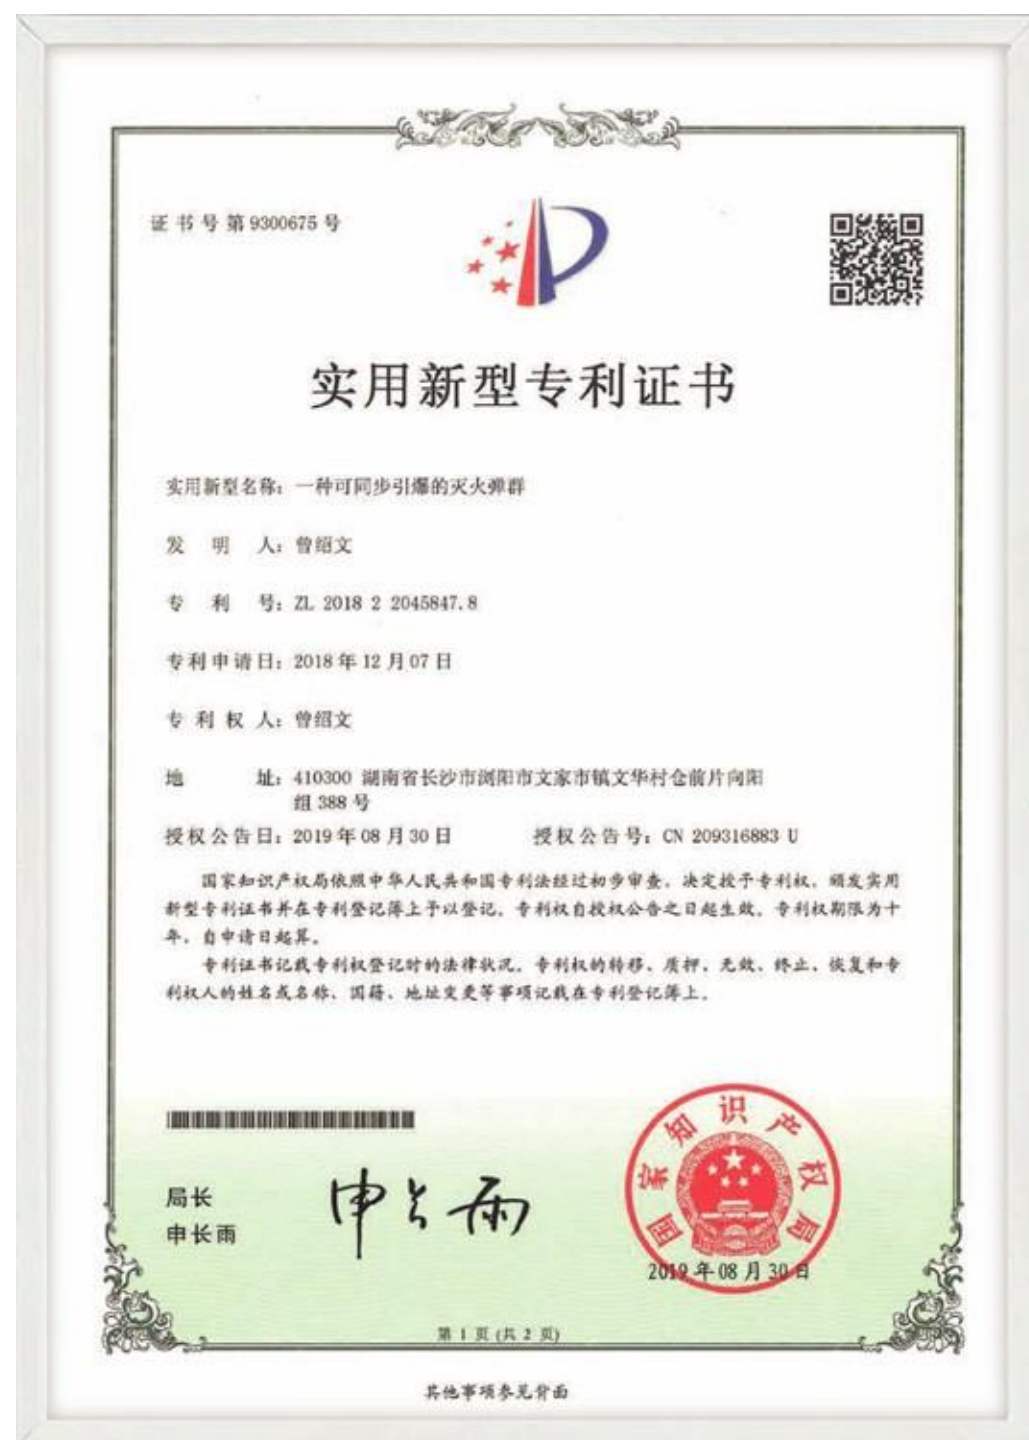 证书号第9300675号
实用新型专利证书
实用新型名称：一种可同步引爆的灭火弹群
发明人：曾绍文
专利号：ZL 2018 2 2045847.8
专利申请日：2018年12月07日
专利权人：曾绍文
地址：410300 湖南省长沙市浏阳市文家市镇文华村仓前片向阳
组388号
授权公告日：2019年08月30日 授权公告号：CN 209316883 U
国家知识产权局依照中华人民共和国专利法经过初步审查，决定授予专利权，颁发实用
新型专利证书并在专利登记簿上予以登记。专利权自授权公告之日起生效。专利权期限为十
年，自申请日起算。
专利证书记载专利权登记时的法律状况。专利权的转移、质押、无效、终止、恢复和专
利权人的姓名或名称、国籍、地址变更等事项记载在专利登记簿上。
局长
申长雨
申长雨
国家知识产权局
2019年08月30日
第1页(共2页)
其他事项参见背面